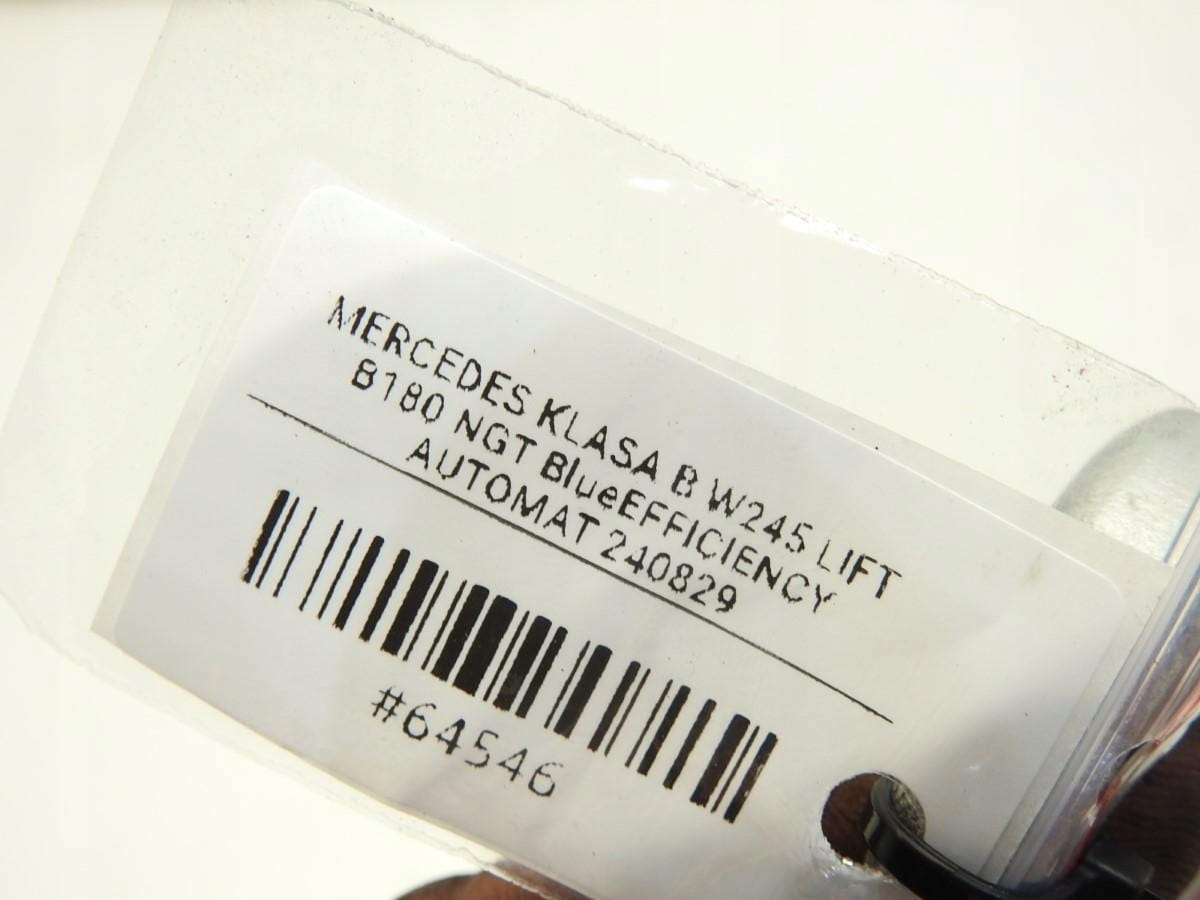 MERCEDES KLASA B W245 LIFT
B180 NGT BlueEFFICIENCY
AUTOMAT 240829
#64546